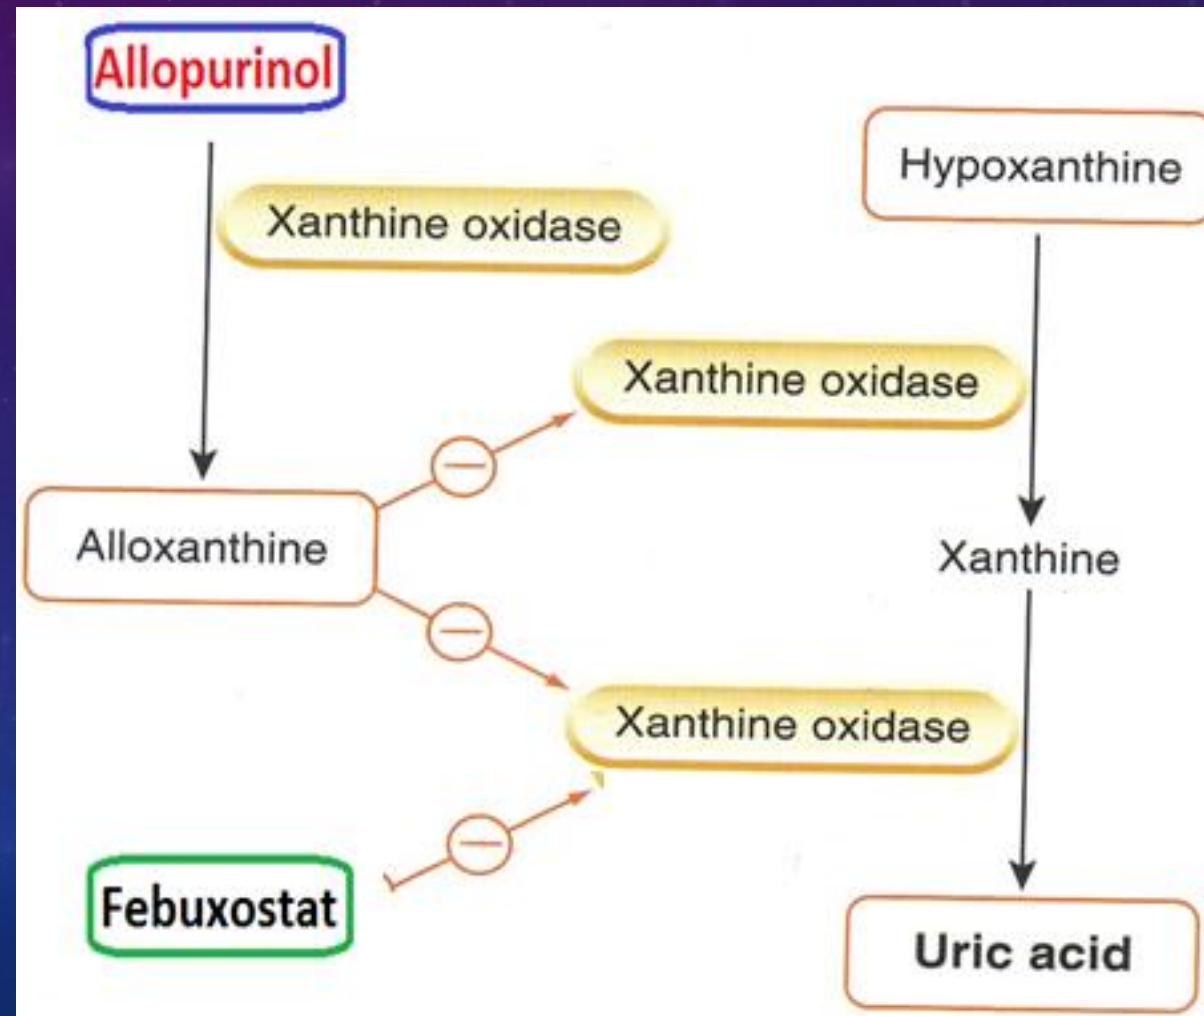 Allopurinol
Hypoxanthine
Xanthine oxidase
Xanthine oxidase
Alloxanthine
Xanthine
Xanthine oxidase
Febuxostat
Uric acid